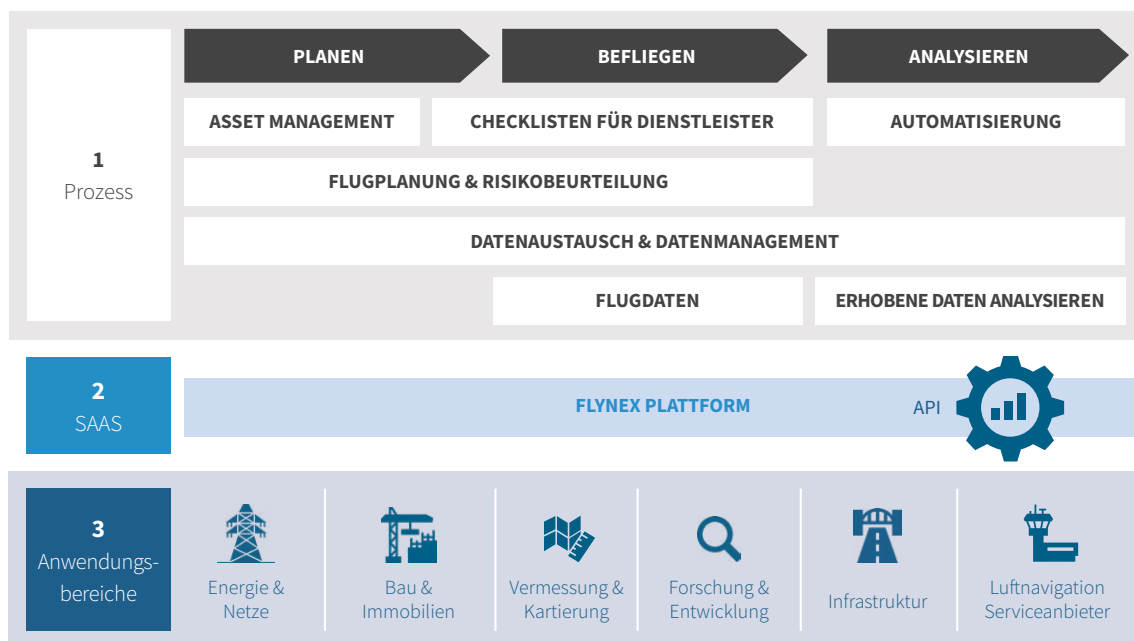 PLANEN
BEFLIEGEN
ANALYSIEREN
1
Prozess
ASSET MANAGEMENT
CHECKLISTEN FÜR DIENSTLEISTER
AUTOMATISIERUNG
FLUGPLANUNG & RISIKOBEURTEILUNG
DATENAUSTAUSCH & DATENMANAGEMENT
FLUGDATEN
ERHOBENE DATEN ANALYSIEREN
2
SAAS
FLYNEX PLATTFORM
API
3
Anwendungs-
bereiche
Energie &
Netze
Bau &
Immobilien
Vermessung &
Kartierung
Forschung &
Entwicklung
Infrastruktur
Luftnavigation
Serviceanbieter